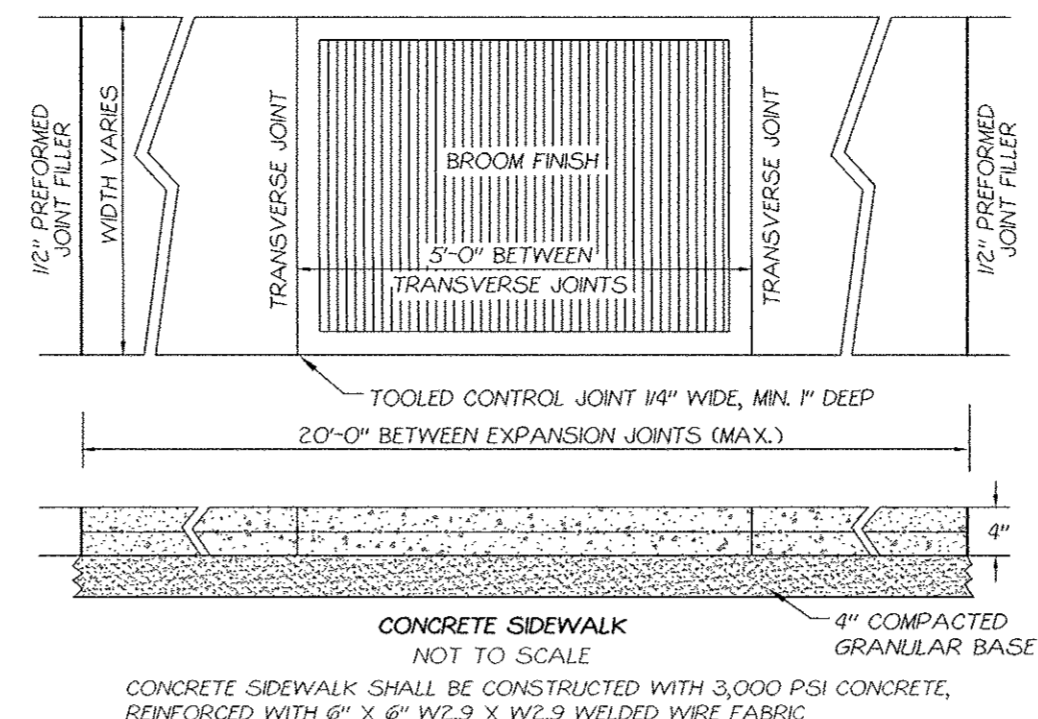 1/2" PREFORMED
JOINT FILLER
WIDTH VARIES
TRANSVERSE JOINT
BROOM FINISH
5'-0" BETWEEN
TRANSVERSE JOINTS
TRANSVERSE JOINT
1/2" PREFORMED
JOINT FILLER
TOOLED CONTROL JOINT 1/4" WIDE, MIN. 1" DEEP
20'-0" BETWEEN EXPANSION JOINTS (MAX.)
4"
4" COMPACTED
GRANULAR BASE
CONCRETE SIDEWALK
NOT TO SCALE
CONCRETE SIDEWALK SHALL BE CONSTRUCTED WITH 3,000 PSI CONCRETE,
REINFORCED WITH 6" X 6" W2.9 X W2.9 WELDED WIRE FABRIC